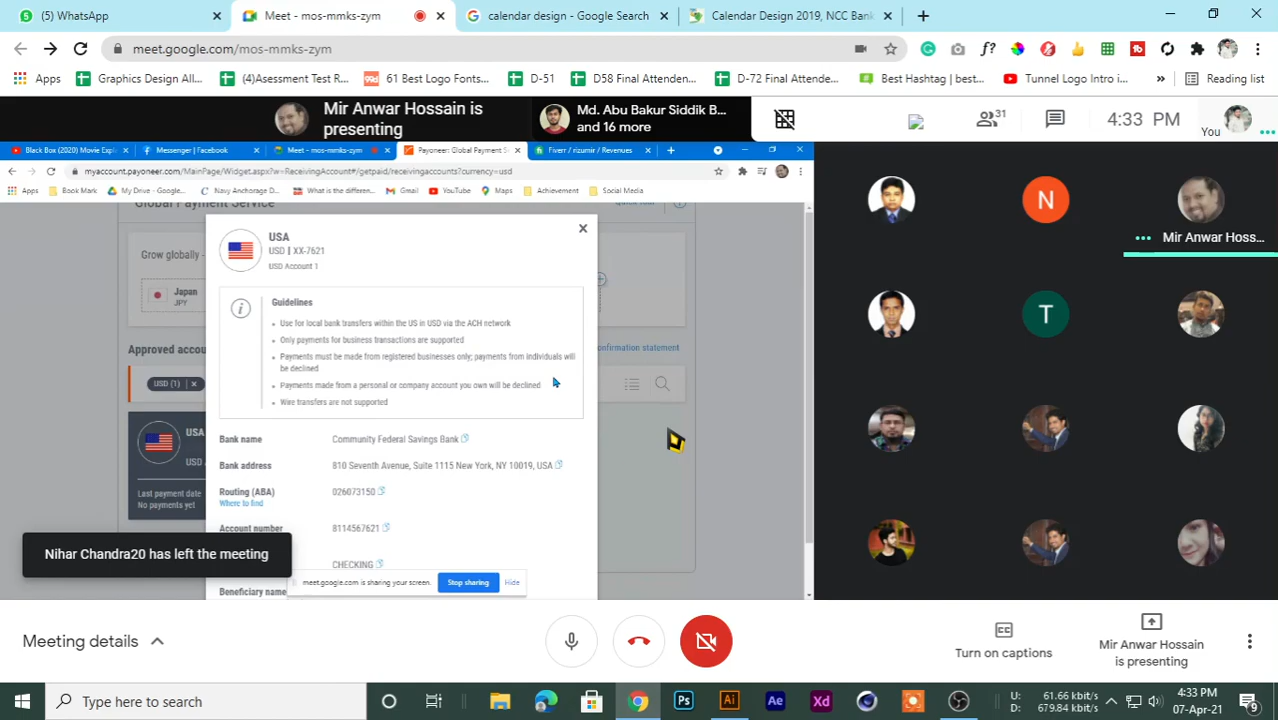 (5) WhatsApp
Meet - mos-mmks-zym
calendar design - Google Search
Calendar Design 2019, NCC Bank
meet.google.com/mos-mmks-zym
Apps
Graphics Design All...
(4)Asessment Test R...
61 Best Logo Fonts...
D-51
D58 Final Attenden...
D-72 Final Attende...
Best Hashtag | best...
Tunnel Logo Intro i...
»
Reading list
Mir Anwar Hossain is
presenting
Md. Abu Bakur Siddik B...
and 16 more
31
4:33 PM
You
Black Box (2020) Movie Expl
Messenger | Facebook
Meet - mos-mmks-zym
Payoneer: Global Payment S
Fiverr / rizumir / Revenues
myaccount.payoneer.com/MainPage/Widget.aspx?w=ReceivingAccount#/getpaid/receivingaccounts?currency=usd
Apps
Book Mark
My Drive - Google...
Navy Anchorage D...
What is the differen...
Gmail
YouTube
Maps
Achievement
Social Media
Global Payment Service
Grow globally -
Japan
JPY
Approved accou
onfirmation statement
USD (1)
USA
USD
Last payment date
No payments yet
USA
USD | XX-7621
USD Account 1
Guidelines
• Use for local bank transfers within the US in USD via the ACH network
• Only payments for business transactions are supported
• Payments must be made from registered businesses only; payments from individuals will
be declined
• Payments made from a personal or company account you own will be declined
• Wire transfers are not supported
Bank name Community Federal Savings Bank
Bank address 810 Seventh Avenue, Suite 1115 New York, NY 10019, USA
Routing (ABA) 026073150
Where to find
Account number 8114567621
CHECKING
Beneficiary name
meet.google.com is sharing your screen.
Stop sharing
Hide
Nihar Chandra20 has left the meeting
N
Mir Anwar Hoss...
T
Meeting details
Turn on captions
Mir Anwar Hossain
is presenting
Type here to search
Ps
Ai
Ae
Xd
U: 61.66 kbit/s
D: 679.84 kbit/s
4:33 PM
07-Apr-21
9